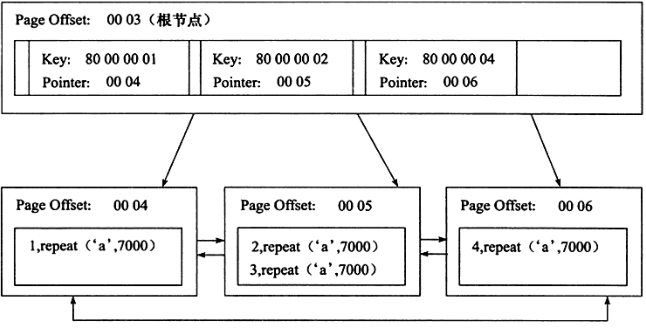 Page Offset: 00 03（根节点）
Key: 80 00 00 01 Key: 80 00 00 02 Key: 80 00 00 04
Pointer: 00 04 Pointer: 00 05 Pointer: 00 06
Page Offset: 00 04 Page Offset: 00 05 Page Offset: 00 06
1,repeat（‘a’,7000） 2,repeat（‘a’,7000） 4,repeat（‘a’,7000）
3,repeat（‘a’,7000）